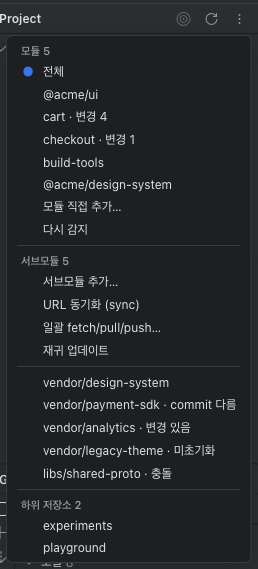 Project
모듈 5
전체
@acme/ui
cart · 변경 4
checkout · 변경 1
build-tools
@acme/design-system
모듈 직접 추가...
다시 감지
서브모듈 5
서브모듈 추가...
URL 동기화 (sync)
일괄 fetch/pull/push...
재귀 업데이트
vendor/design-system
vendor/payment-sdk · commit 다름
vendor/analytics · 변경 있음
vendor/legacy-theme · 미초기화
libs/shared-proto · 충돌
하위 저장소 2
experiments
playground